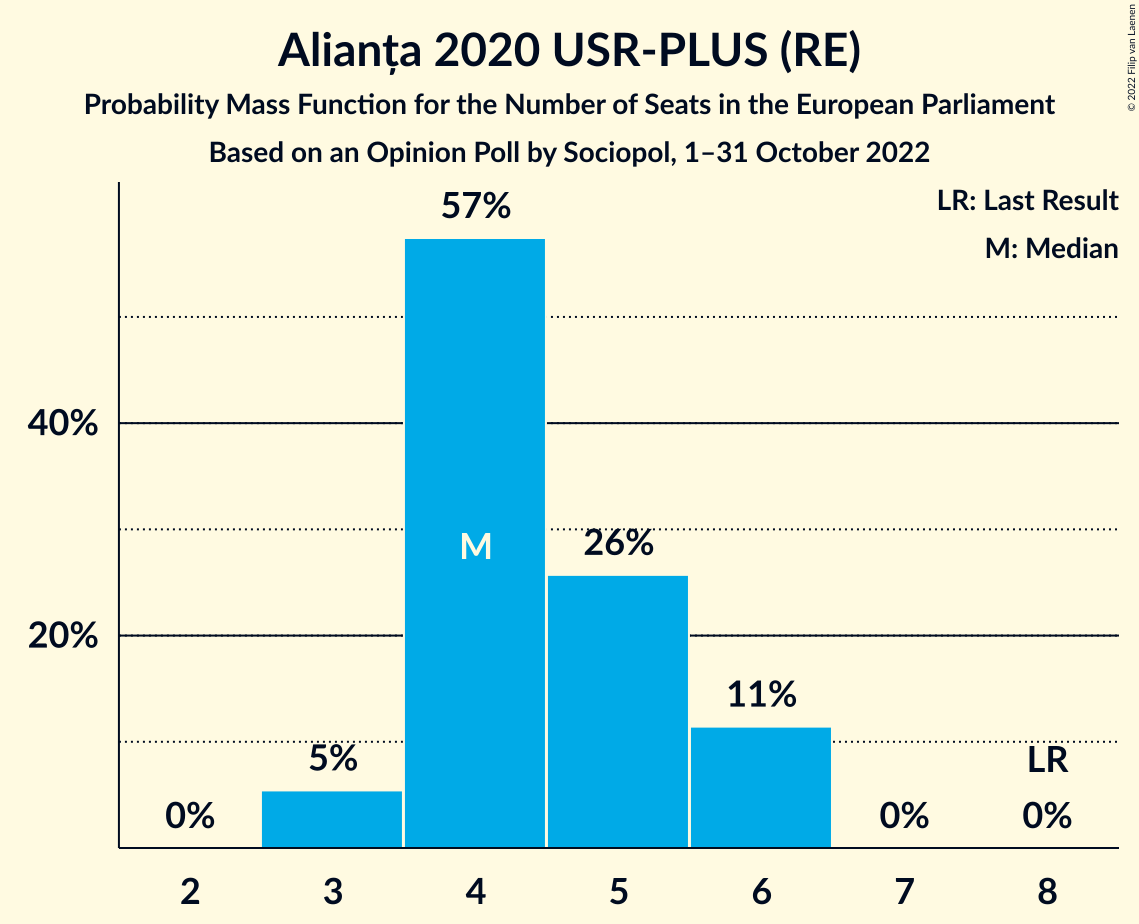 Alianța 2020 USR-PLUS (RE)
Probability Mass Function for the Number of Seats in the European Parliament
Based on an Opinion Poll by Sociopol, 1–31 October 2022
© 2022 Filip van Laenen
LR: Last Result
M: Median
57%
40%
M
26%
20%
11%
5%
LR
0%
0%
0%
2
3
4
5
6
7
8